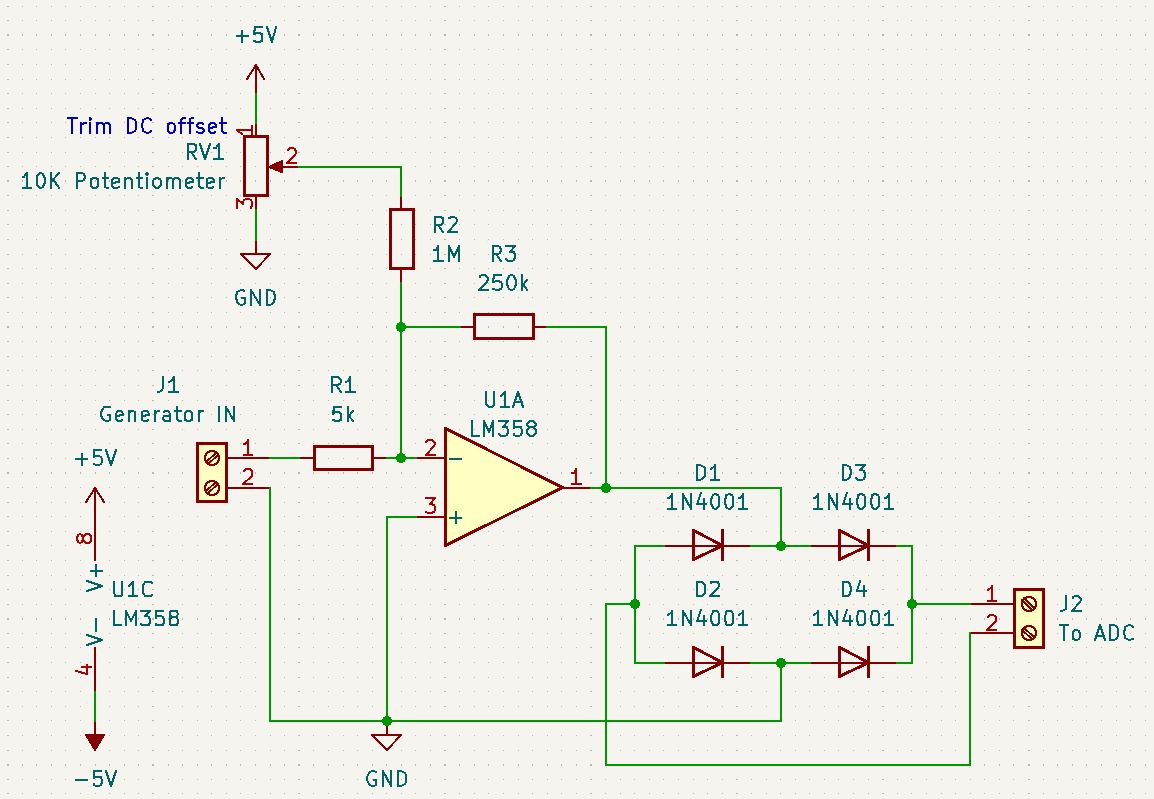 +5V
Trim DC offset
1
RV1
2
10K Potentiometer
3
R2
1M
R3
250k
GND
J1
Generator IN
R1
5k
U1A
LM358
1
2
2
−
3
+
1
+5V
8
V+
U1C
LM358
V−
4
−5V
D1
1N4001
D3
1N4001
D2
1N4001
D4
1N4001
1
2
J2
To ADC
GND